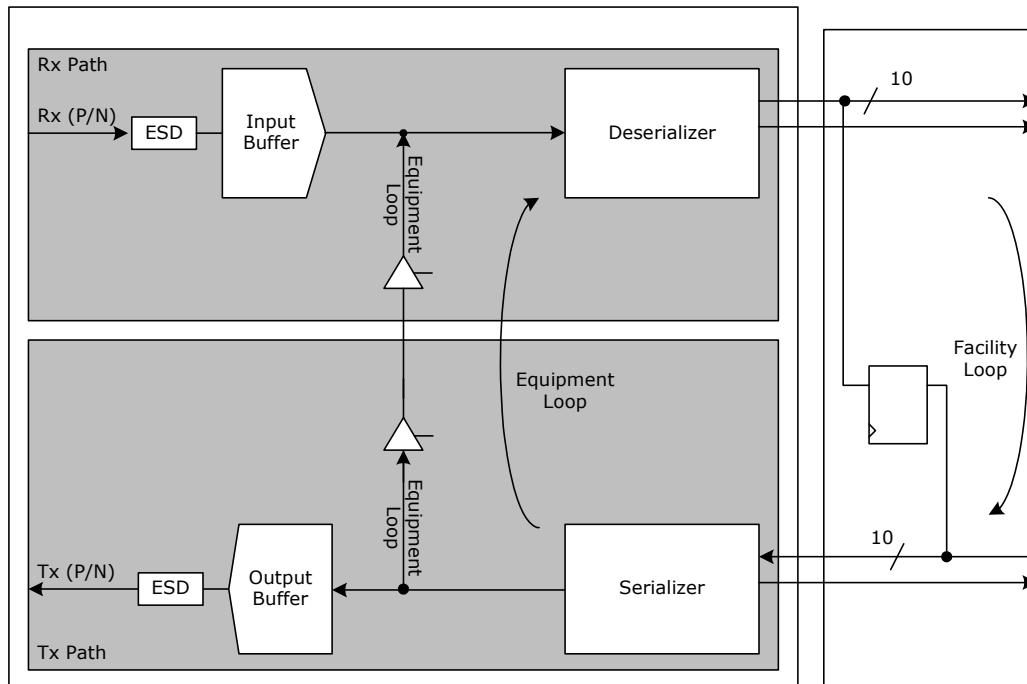 Rx Path
10
Rx (P/N)
ESD
Input
Buffer
Deserializer
Equipment
Loop
Equipment
Loop
Facility
Loop
Equipment
Loop
10
Tx (P/N)
ESD
Output
Buffer
Serializer
Tx Path